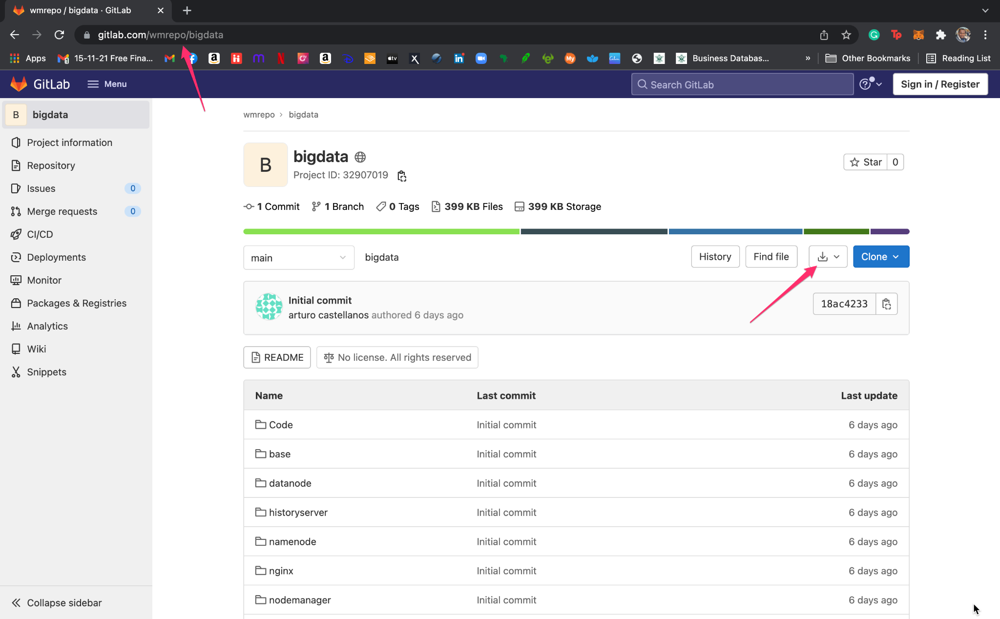 wmrepo / bigdata · GitLab
gitlab.com/wmrepo/bigdata
Apps
1
15-11-21 Free Fina...
tv
X
in
My
Business Databas...
»
Other Bookmarks
Reading List
G
Tp
GitLab
Menu
Search GitLab
Sign in / Register
B
bigdata
Project information
Repository
Issues
0
Merge requests
0
CI/CD
Deployments
Monitor
Packages & Registries
Analytics
Wiki
Snippets
Collapse sidebar
wmrepo › bigdata
B
bigdata
Project ID: 32907019
Star
0
1 Commit
1 Branch
0 Tags
399 KB Files
399 KB Storage
main
bigdata
History
Find file
Clone
Initial commit
arturo castellanos authored 6 days ago
18ac4233
README
No license. All rights reserved
Name Last commit Last update
Code Initial commit 6 days ago
base Initial commit 6 days ago
datanode Initial commit 6 days ago
historyserver Initial commit 6 days ago
namenode Initial commit 6 days ago
nginx Initial commit 6 days ago
nodemanager Initial commit 6 days ago